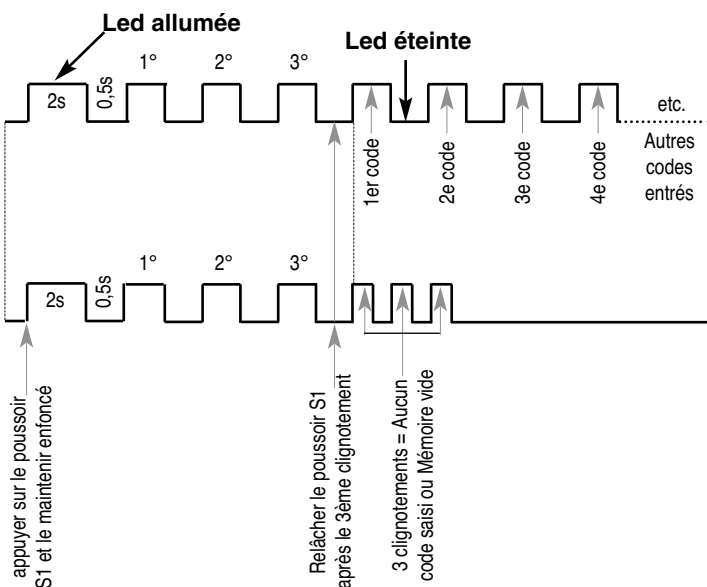 Led allumée
Led éteinte
1°
2°
3°
2s
0,5s
1er code
2e code
3e code
4e code
etc.
Autres
codes
entrés
1°
2°
3°
2s
0,5s
appuyer sur le poussoir
S1 et le maintenir enfoncé
Relâcher le poussoir S1
après le 3ème clignotement
3 clignotements = Aucun
code saisi ou Mémoire vide